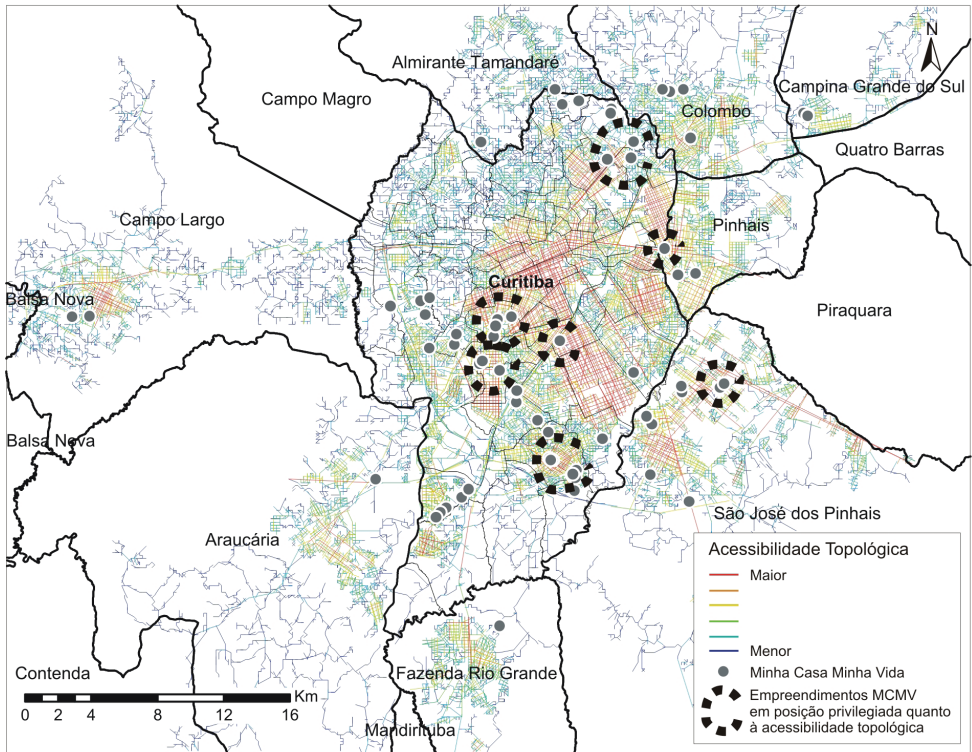 N
Almirante Tamandaré
Campo Magro
Campina Grande do Sul
Colombo
Quatro Barras
Campo Largo
Pinhais
Curitiba
Balsa Nova
Piraquara
Balsa Nova
São José dos Pinhais
Araucária
Contenda
Fazenda Rio Grande
Mandirituba
Km
0 2 4 8 12 16
Acessibilidade Topológica
Maior
Menor
Minha Casa Minha Vida
Empreendimentos MCMV
em posição privilegiada quanto
à acessibilidade topológica